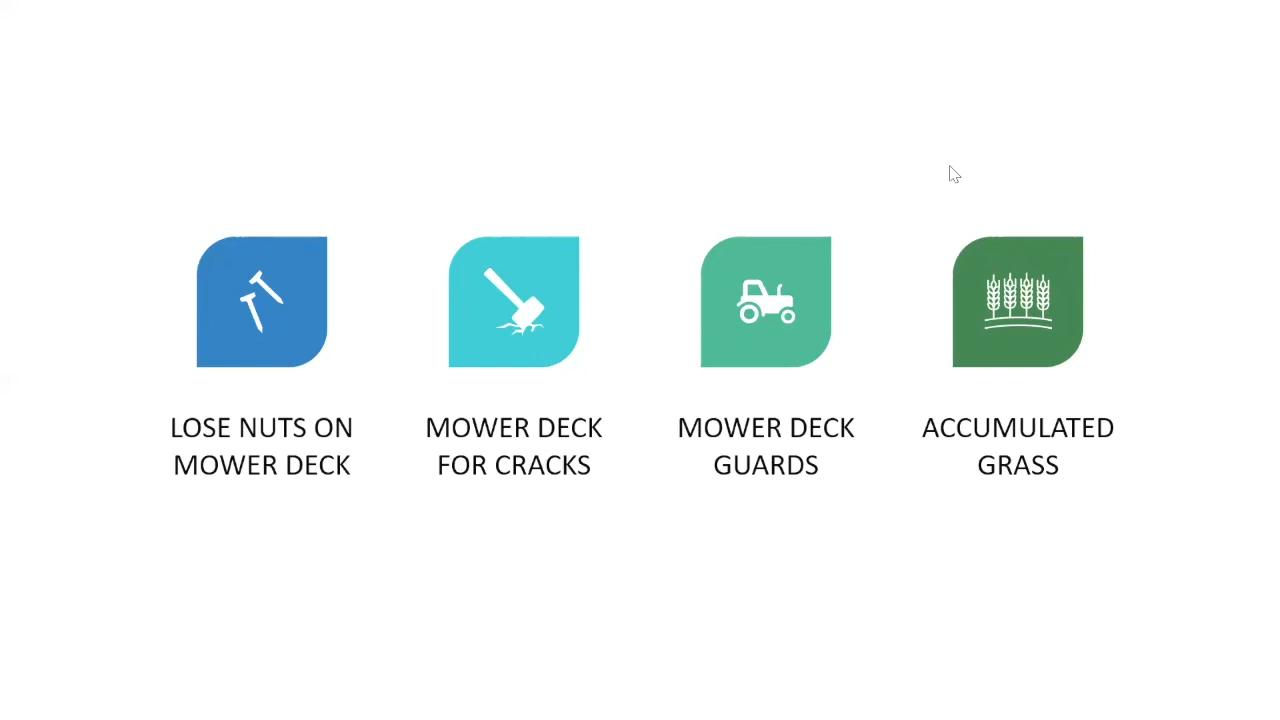 LOSE NUTS ON
MOWER DECK
MOWER DECK
FOR CRACKS
MOWER DECK
GUARDS
ACCUMULATED
GRASS